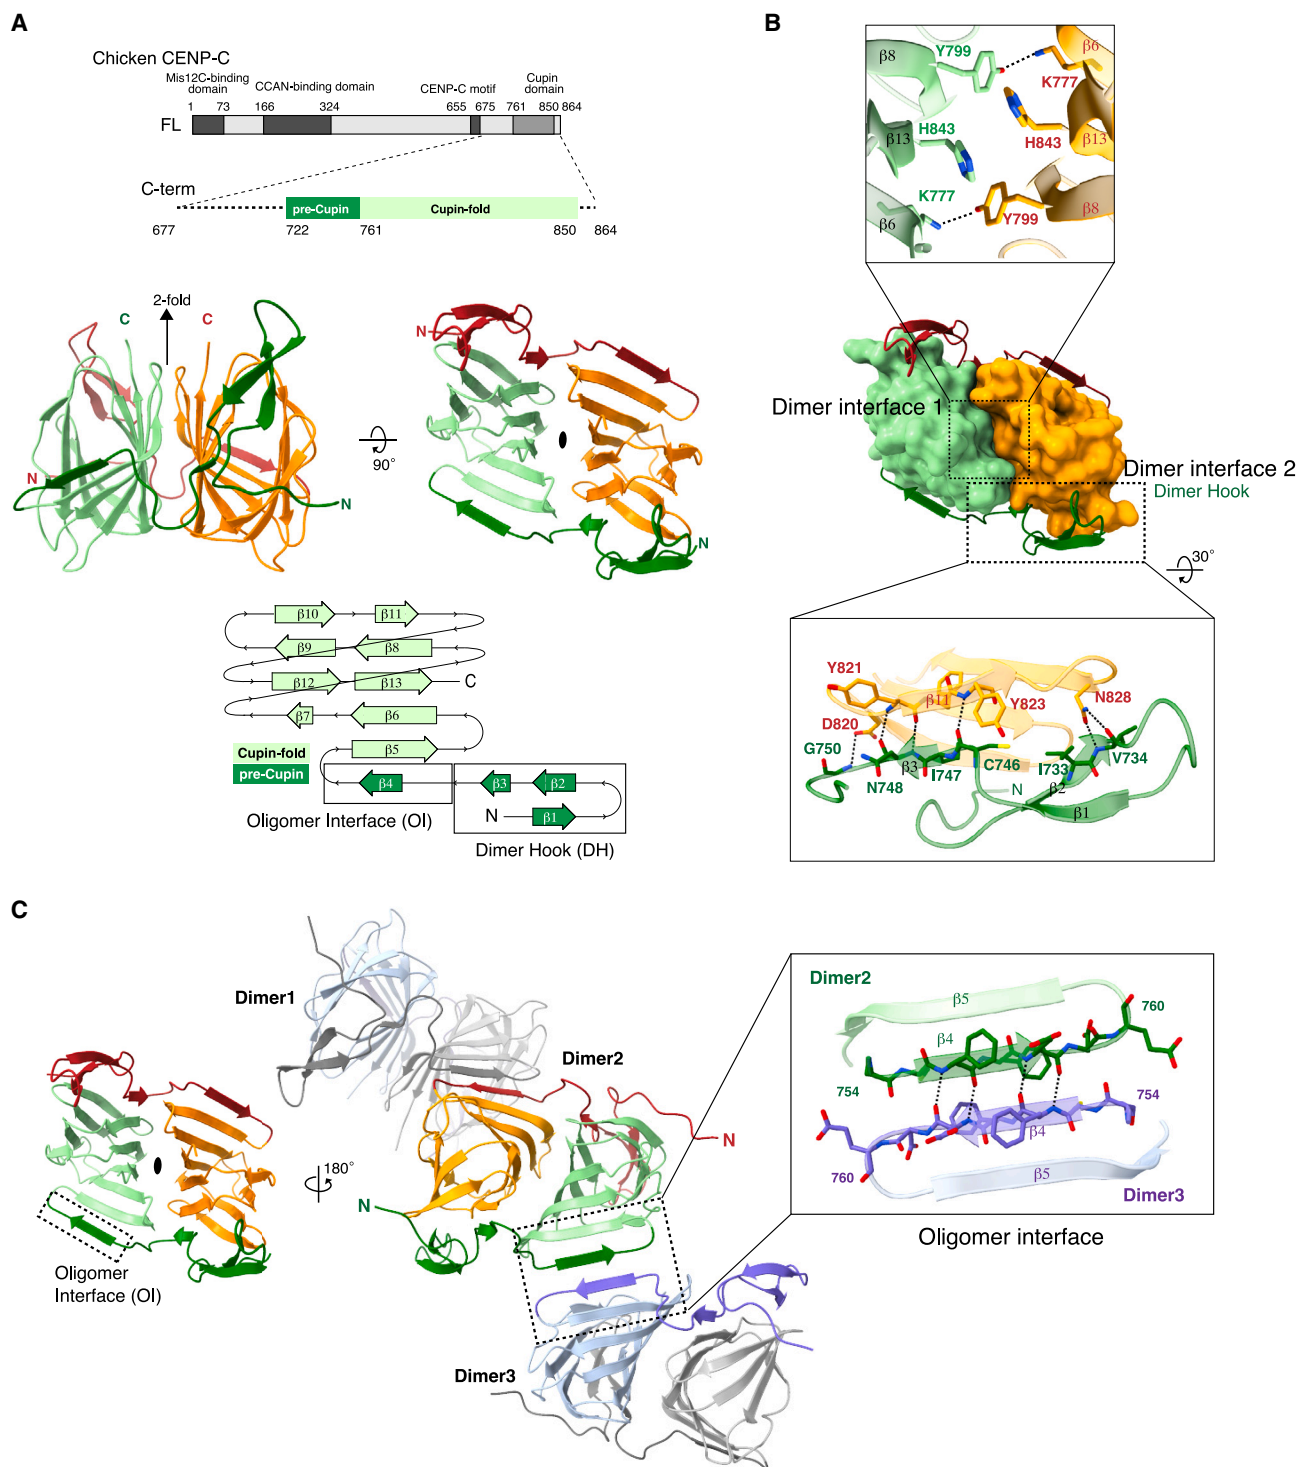 A
Chicken CENP-C
Mis12C-binding
domain
CCAN-binding domain
CENP-C motif
Cupin
domain
1 73 166 324 655 675 761 850 864
FL
C-term
pre-Cupin
Cupin-fold
677 722 761 850 864
2-fold
C C
N
N
90°
N
N
β10 β11
β9 β8
β12 β13 C
β7 β6
β5
Cupin-fold
pre-Cupin
β4 β3 β2
N β1
Oligomer Interface (OI)
Dimer Hook (DH)
B
β8 Y799 β6
K777
H843
β13 H843 β13
K777
β6 Y799 β8
Dimer interface 1
Dimer interface 2
Dimer Hook
30°
Y821
β11 Y823 N828
D820
G750
N748 β3 I747 C746 I733 V734
N β2
β1
C
Dimer1
Dimer2
N
N
180°
Oligomer
Interface (OI)
Dimer3
Dimer2
β5 760
β4
754
754
β4
760 β5
Dimer3
Oligomer interface